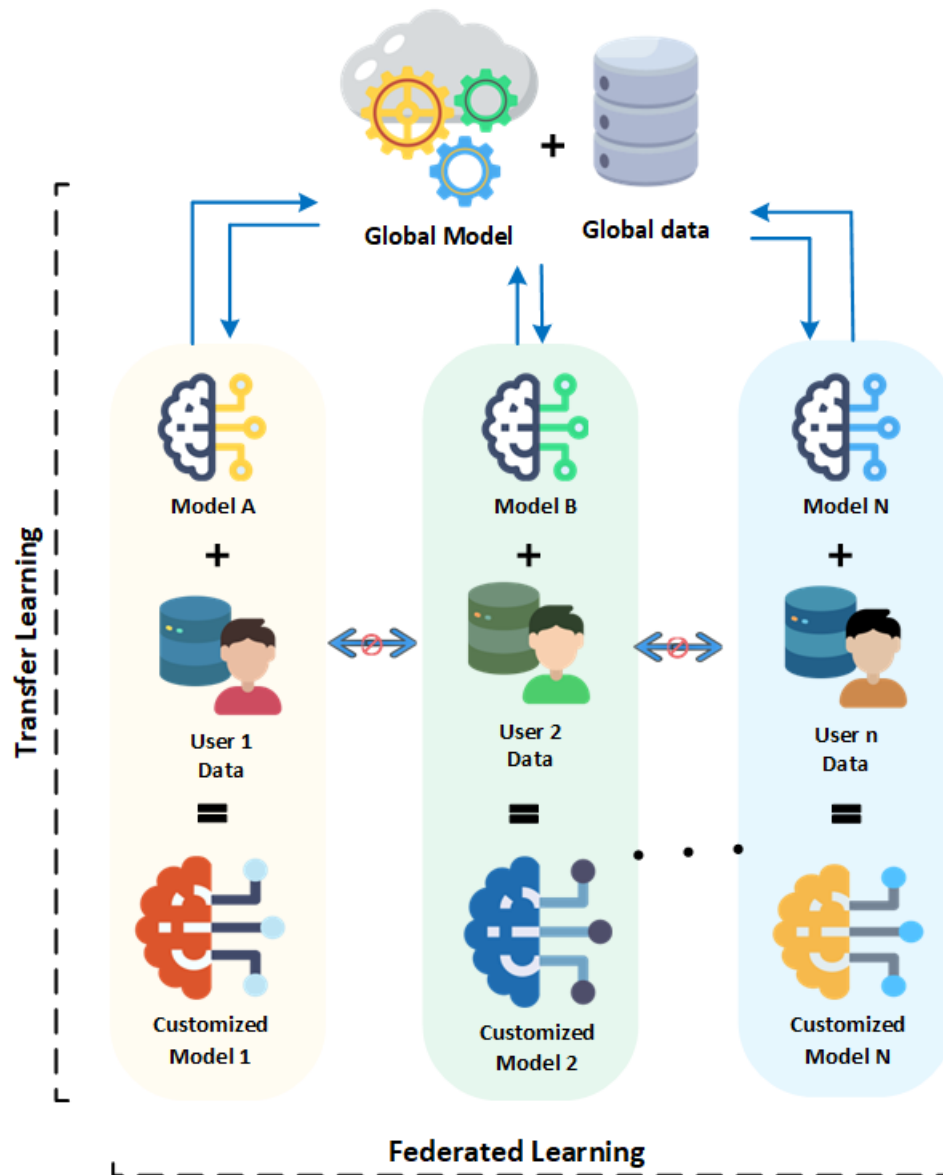 +
Global Model
Global data
Transfer Learning
Model A
Model B
Model N
+
+
+
User 1
Data
User 2
Data
User n
Data
=
=
=
. . .
Customized
Model 1
Customized
Model 2
Customized
Model N
Federated Learning